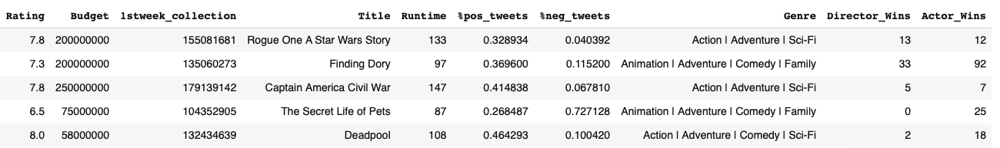 Rating Budget 1stweek_collection Title Runtime %pos_tweets %neg_tweets Genre Director_Wins Actor_Wins
7.8 200000000 155081681 Rogue One A Star Wars Story 133 0.328934 0.040392 Action | Adventure | Sci-Fi 13 12
7.3 200000000 135060273 Finding Dory 97 0.369600 0.115200 Animation | Adventure | Comedy | Family 33 92
7.8 250000000 179139142 Captain America Civil War 147 0.414838 0.067810 Action | Adventure | Sci-Fi 5 7
6.5 75000000 104352905 The Secret Life of Pets 87 0.268487 0.727128 Animation | Adventure | Comedy | Family 0 25
8.0 58000000 132434639 Deadpool 108 0.464293 0.100420 Action | Adventure | Comedy | Sci-Fi 2 18